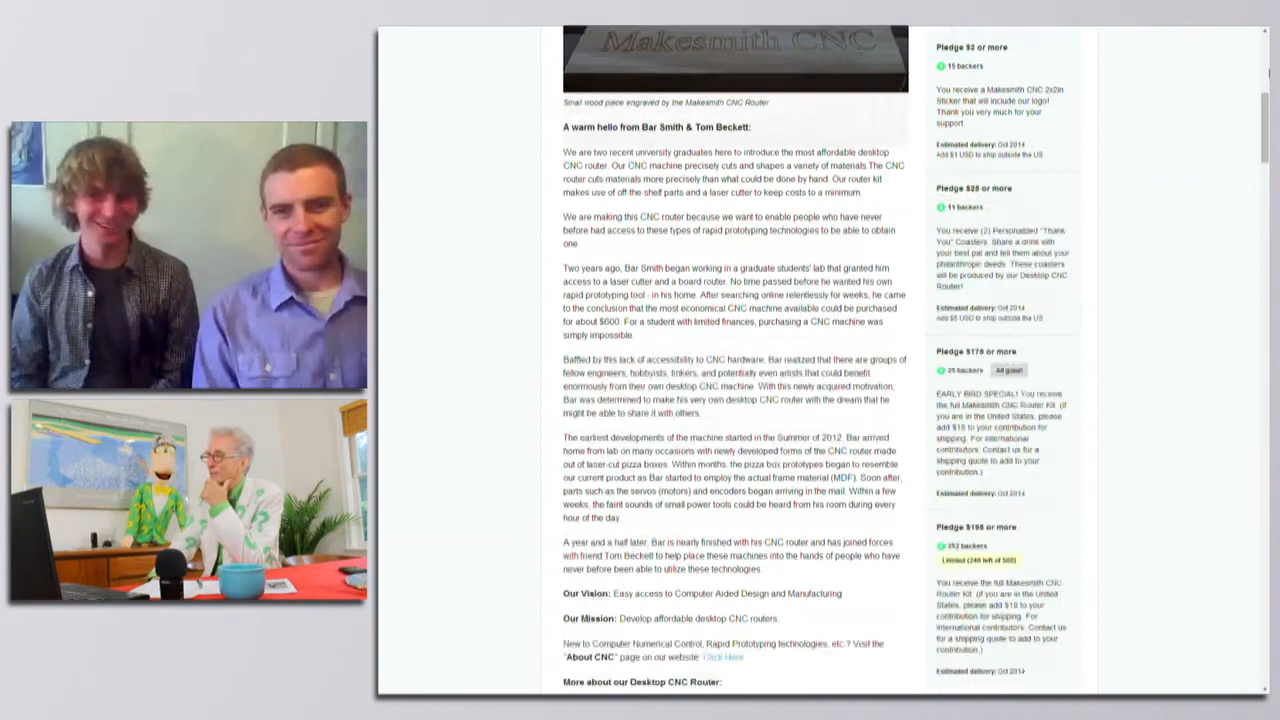 Makesmith CNC
Small wood piece engraved by the Makesmith CNC Router
A warm hello from Bar Smith & Tom Beckett:
We are two recent university graduates here to introduce the most affordable desktop
CNC router. Our CNC machine precisely cuts and shapes a variety of materials.The CNC
router cuts materials more precisely than what could be done by hand. Our router kit
makes use of off-the-shelf parts and a laser cutter to keep costs to a minimum.
We are making this CNC router because we want to enable people who have never
before had access to these types of rapid prototyping technologies to be able to obtain
one.
Two years ago, Bar Smith began working in a graduate students' lab that granted him
access to a laser cutter and a board router. No time passed before he wanted his own
rapid prototyping tool - in his home. After searching online relentlessly for weeks, he came
to the conclusion that the most economical CNC machine available could be purchased
for about $600. For a student with limited finances, purchasing a CNC machine was
simply impossible.
Baffled by this lack of accessibility to CNC hardware, Bar realized that there are groups of
fellow engineers, hobbyists, tinkers, and potentially even artists that could benefit
enormously from their own desktop CNC machine. With this newly acquired motivation,
Bar was determined to make his very own desktop CNC router with the dream that he
might be able to share it with others.
The earliest developments of the machine started in the Summer of 2012. Bar arrived
home from lab on many occasions with newly developed forms of the CNC router made
out of laser-cut pizza boxes. Within months, the pizza box prototypes began to resemble
our current product as Bar started to employ the actual frame material (MDF). Soon after,
parts such as the servos (motors) and encoders began arriving in the mail. Within a few
weeks, the faint sounds of small power tools could be heard from his room during every
hour of the day.
A year and a half later, Bar is nearly finished with his CNC router and has joined forces
with friend Tom Beckett to help place these machines into the hands of people who have
never before been able to utilize these technologies.
Our Vision: Easy access to Computer Aided Design and Manufacturing
Our Mission: Develop affordable desktop CNC routers.
New to Computer Numerical Control, Rapid Prototyping technologies, etc.? Visit the
"About CNC" page on our website: Click Here
More about our Desktop CNC Router:
Pledge $2 or more
15 backers
You receive a Makesmith CNC 2x2in
Sticker that will include our logo!
Thank you very much for your
support.
Estimated delivery: Oct 2014
Add $1 USD to ship outside the US
Pledge $25 or more
11 backers
You receive (2) Personalized "Thank
You" Coasters. Share a drink with
your best pal and tell them about your
philanthropic deeds. These coasters
will be produced by our Desktop CNC
Router!
Estimated delivery: Oct 2014
Add $5 USD to ship outside the US
Pledge $175 or more
25 backers All gone!
EARLY BIRD SPECIAL! You receive
the full Makesmith CNC Router Kit. (If
you are in the United States, please
add $18 to your contribution for
shipping. For international
contributors: Contact us for a
shipping quote to add to your
contribution.)
Estimated delivery: Oct 2014
Pledge $195 or more
252 backers
Limited (248 left of 500)
You receive the full Makesmith CNC
Router Kit. (If you are in the United
States, please add $18 to your
contribution for shipping. For
international contributors: Contact us
for a shipping quote to add to your
contribution.)
Estimated delivery: Oct 2014